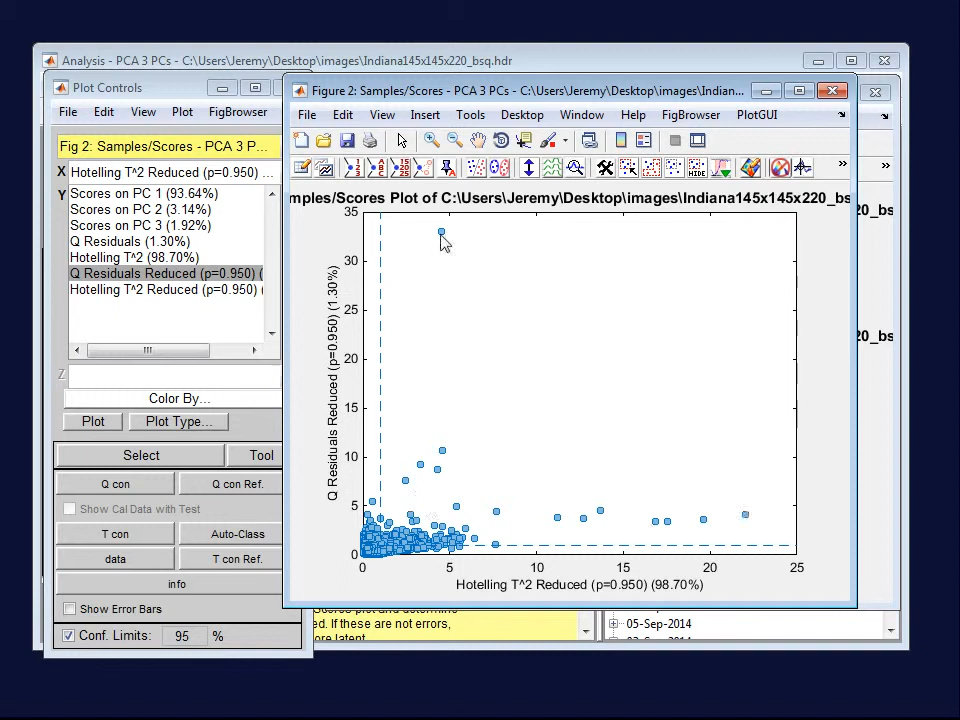 Analysis - PCA 3 PCs - C:\Users\Jeremy\Desktop\images\Indiana145x145x220_bsq.hdr
Plot Controls
File Edit View Plot FigBrowser
Fig 2: Samples/Scores - PCA 3 P...
X Hotelling T^2 Reduced (p=0.950) ...
Y
Scores on PC 1 (93.64%)
Scores on PC 2 (3.14%)
Scores on PC 3 (1.92%)
Q Residuals (1.30%)
Hotelling T^2 (98.70%)
Q Residuals Reduced (p=0.950) (
Hotelling T^2 Reduced (p=0.950) (
Z
Color By...
Plot Plot Type...
Select Tool
Q con Q con Ref.
Show Cal Data with Test
T con Auto-Class
data T con Ref.
info
Show Error Bars
Conf. Limits: 95 %
Figure 2: Samples/Scores - PCA 3 PCs - C:\Users\Jeremy\Desktop\images\Indian...
File Edit View Insert Tools Desktop Window Help FigBrowser PlotGUI
HIDE
mples/Scores Plot of C:\Users\Jeremy\Desktop\images\Indiana145x145x220_bs
20_bs
20_bs
Q Residuals Reduced (p=0.950) (1.30%)
35
30
25
20
15
10
5
0
0 5 10 15 20 25
Hotelling T^2 Reduced (p=0.950) (98.70%)
Scores plot and determine
ed. If these are not errors,
ore latent
05-Sep-2014